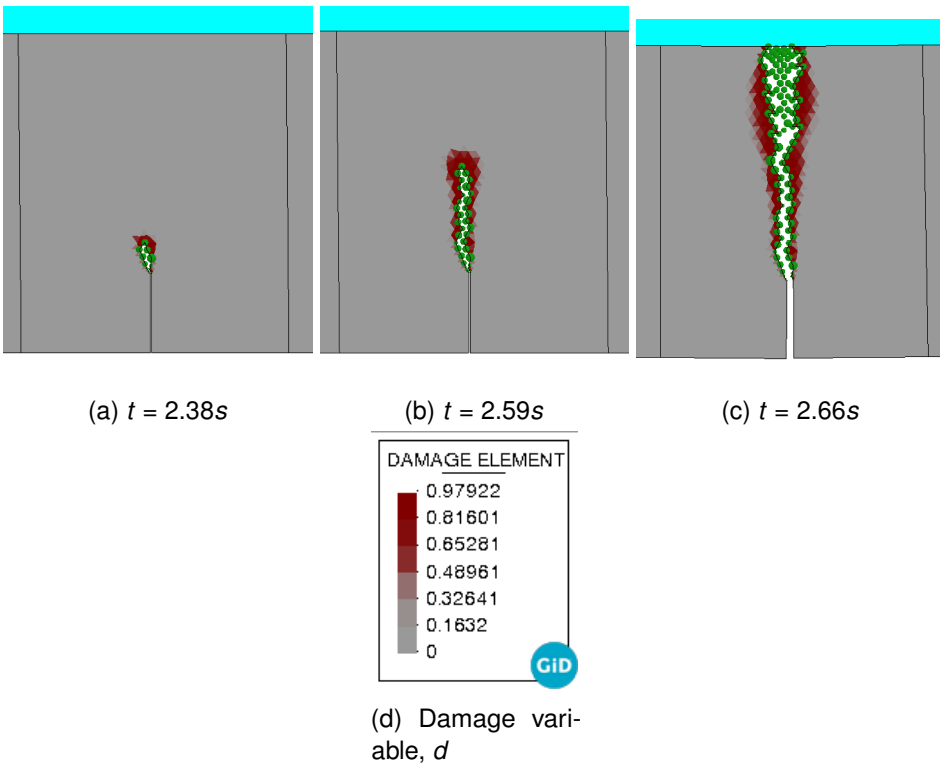 (a) t = 2.38s
(b) t = 2.59s
(c) t = 2.66s
DAMAGE ELEMENT
0.97922
0.81601
0.65281
0.48961
0.32641
0.1632
0
GiD
(d) Damage vari-
able, d